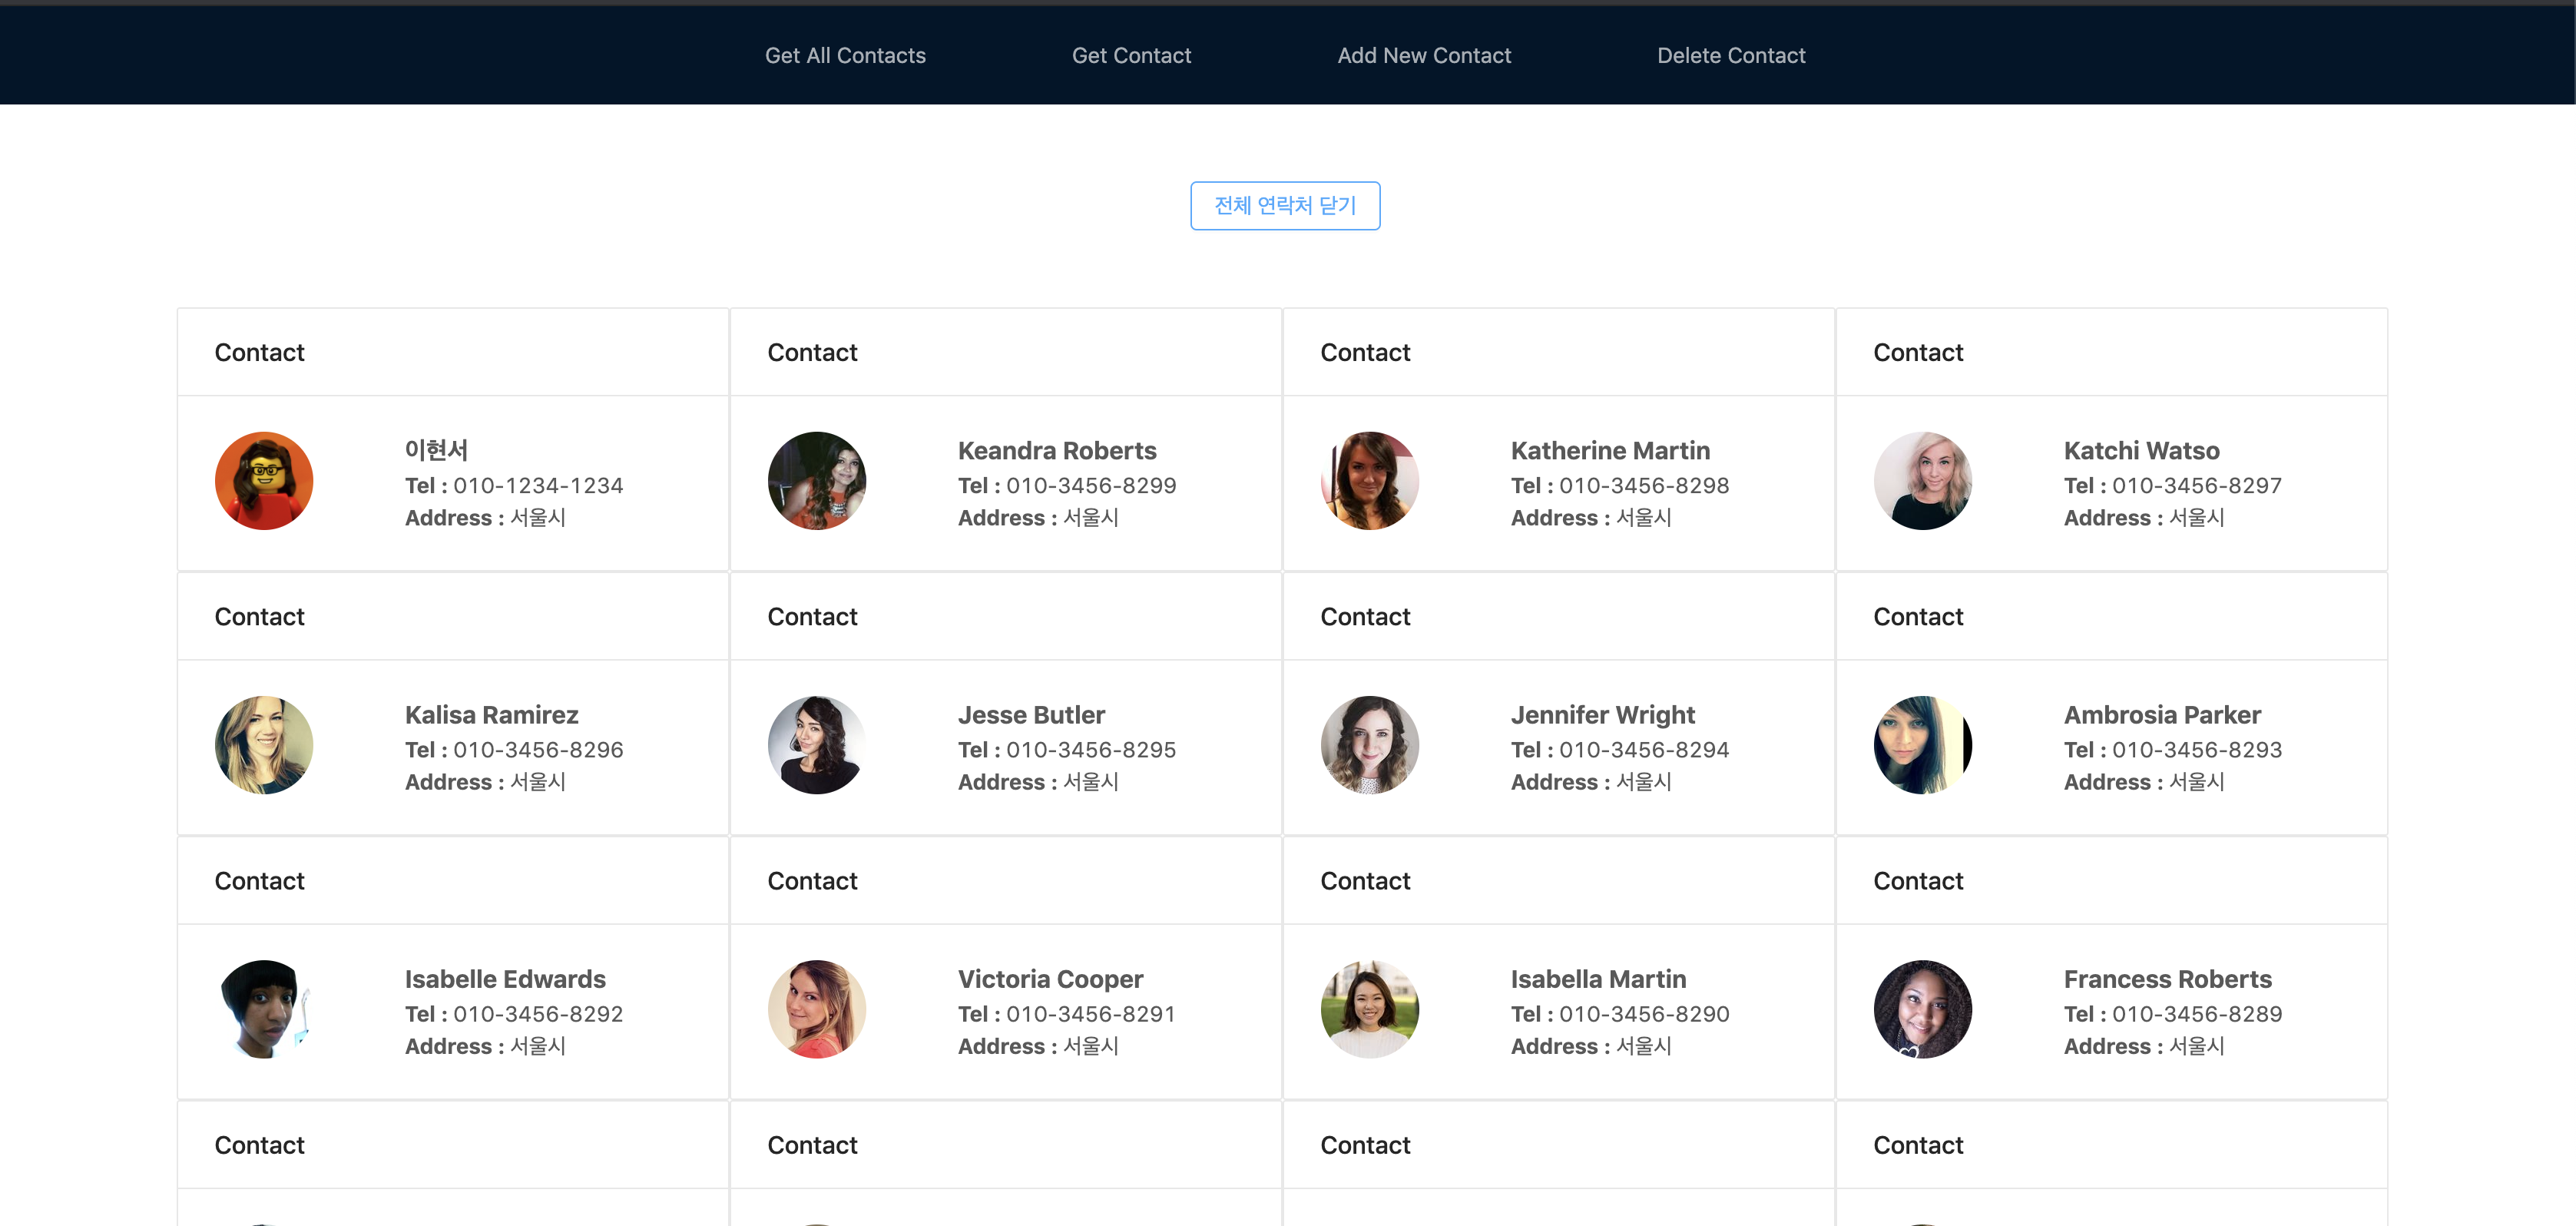 Get All Contacts Get Contact Add New Contact Delete Contact
전체 연락처 닫기
Contact Contact Contact Contact
이현서 Keandra Roberts Katherine Martin Katchi Watso
Tel : 010-1234-1234 Tel : 010-3456-8299 Tel : 010-3456-8298 Tel : 010-3456-8297
Address : 서울시 Address : 서울시 Address : 서울시 Address : 서울시
Contact Contact Contact Contact
Kalisa Ramirez Jesse Butler Jennifer Wright Ambrosia Parker
Tel : 010-3456-8296 Tel : 010-3456-8295 Tel : 010-3456-8294 Tel : 010-3456-8293
Address : 서울시 Address : 서울시 Address : 서울시 Address : 서울시
Contact Contact Contact Contact
Isabelle Edwards Victoria Cooper Isabella Martin Francess Roberts
Tel : 010-3456-8292 Tel : 010-3456-8291 Tel : 010-3456-8290 Tel : 010-3456-8289
Address : 서울시 Address : 서울시 Address : 서울시 Address : 서울시
Contact Contact Contact Contact